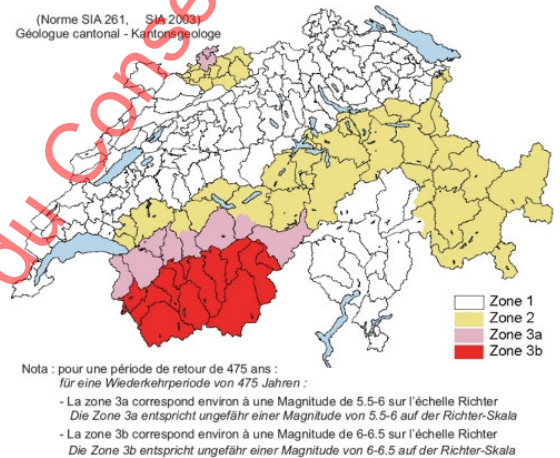 (Norme SIA 261, SIA 2003)
Géologue cantonal - Kantonsgeologe
du Conse
Zone 1
Zone 2
Zone 3a
Zone 3b
Nota : pour une période de retour de 475 ans :
für eine Wiederkehrperiode von 475 Jahren :
- La zone 3a correspond environ à une Magnitude de 5.5-6 sur l'échelle Richter
Die Zone 3a entspricht ungefähr einer Magnitude von 5.5-6 auf der Richter-Skala
- La zone 3b correspond environ à une Magnitude de 6-6.5 sur l'échelle Richter
Die Zone 3b entspricht ungefähr einer Magnitude von 6-6.5 auf der Richter-Skala